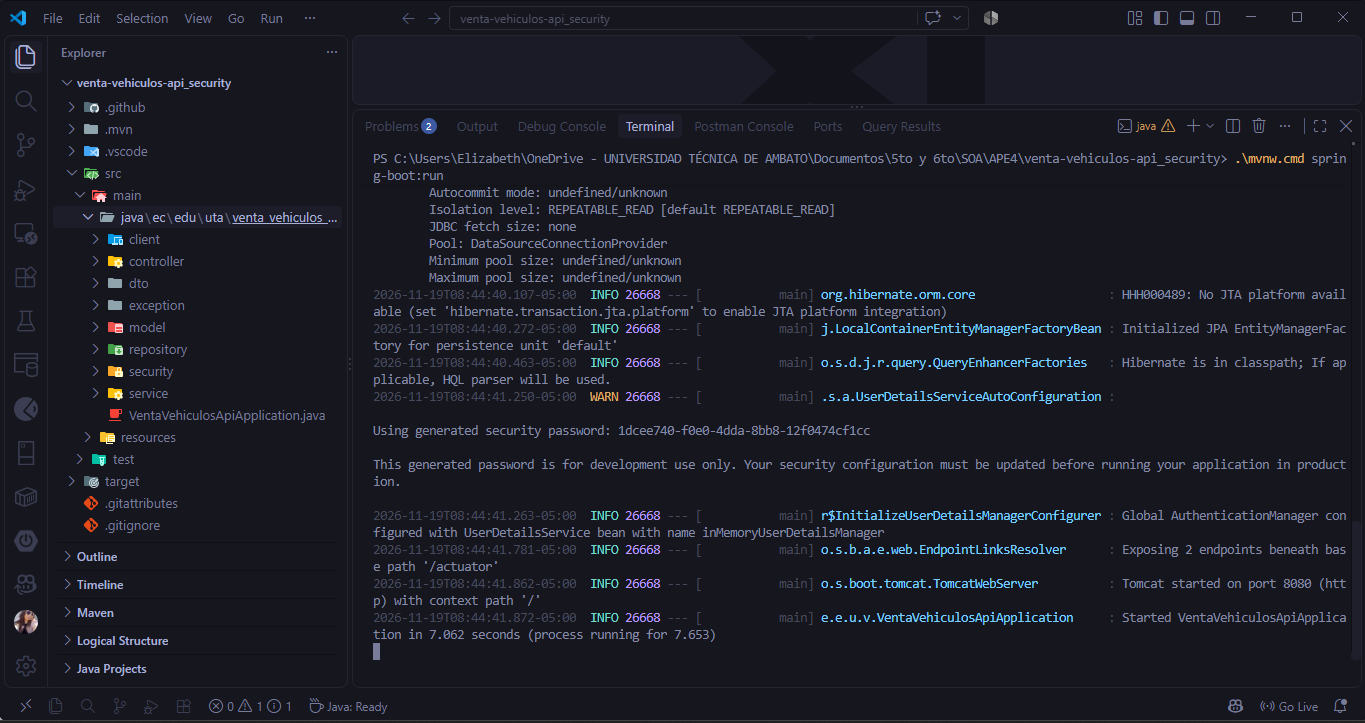 File Edit Selection View Go Run ··· venta-vehiculos-api_security
Explorer
venta-vehiculos-api_security
.github
.mvn
.vscode
src
main
java\ec\edu\uta\venta_vehiculos_...
client
controller
dto
exception
model
repository
security
service
VentaVehiculosApiApplication.java
resources
test
target
.gitattributes
.gitignore
Outline
Timeline
Maven
Logical Structure
Java Projects
Problems 2 Output Debug Console Terminal Postman Console Ports Query Results java
PS C:\Users\Elizabeth\OneDrive - UNIVERSIDAD TÉCNICA DE AMBATO\Documentos\5to y 6to\SOA\APE4\venta-vehiculos-api_security> .\mvnw.cmd sprin
g-boot:run
Autocommit mode: undefined/unknown
Isolation level: REPEATABLE_READ [default REPEATABLE_READ]
JDBC fetch size: none
Pool: DataSourceConnectionProvider
Minimum pool size: undefined/unknown
Maximum pool size: undefined/unknown
2026-11-19T08:44:40.107-05:00 INFO 26668 --- [ main] org.hibernate.orm.core : HHH000489: No JTA platform avail
able (set 'hibernate.transaction.jta.platform' to enable JTA platform integration)
2026-11-19T08:44:40.272-05:00 INFO 26668 --- [ main] j.LocalContainerEntityManagerFactoryBean : Initialized JPA EntityManagerFac
tory for persistence unit 'default'
2026-11-19T08:44:40.463-05:00 INFO 26668 --- [ main] o.s.d.j.r.query.QueryEnhancerFactories : Hibernate is in classpath; If ap
plicable, HQL parser will be used.
2026-11-19T08:44:41.250-05:00 WARN 26668 --- [ main] .s.a.UserDetailsServiceAutoConfiguration :
Using generated security password: 1dcee740-f0e0-4dda-8bb8-12f0474cf1cc
This generated password is for development use only. Your security configuration must be updated before running your application in product
ion.
2026-11-19T08:44:41.263-05:00 INFO 26668 --- [ main] r$InitializeUserDetailsManagerConfigurer : Global AuthenticationManager con
figured with UserDetailsService bean with name inMemoryUserDetailsManager
2026-11-19T08:44:41.781-05:00 INFO 26668 --- [ main] o.s.b.a.e.web.EndpointLinksResolver : Exposing 2 endpoints beneath bas
e path '/actuator'
2026-11-19T08:44:41.862-05:00 INFO 26668 --- [ main] o.s.boot.tomcat.TomcatWebServer : Tomcat started on port 8080 (htt
p) with context path '/'
2026-11-19T08:44:41.872-05:00 INFO 26668 --- [ main] e.e.u.v.VentaVehiculosApiApplication : Started VentaVehiculosApiApplica
tion in 7.062 seconds (process running for 7.653)
0 1 1 Java: Ready Go Live